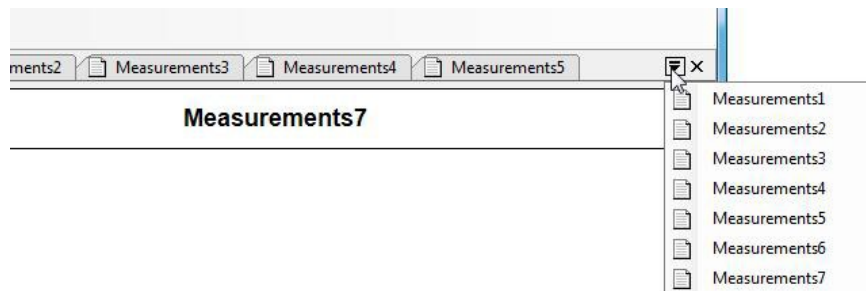 ments2 Measurements3 Measurements4 Measurements5
Measurements7
Measurements1
Measurements2
Measurements3
Measurements4
Measurements5
Measurements6
Measurements7